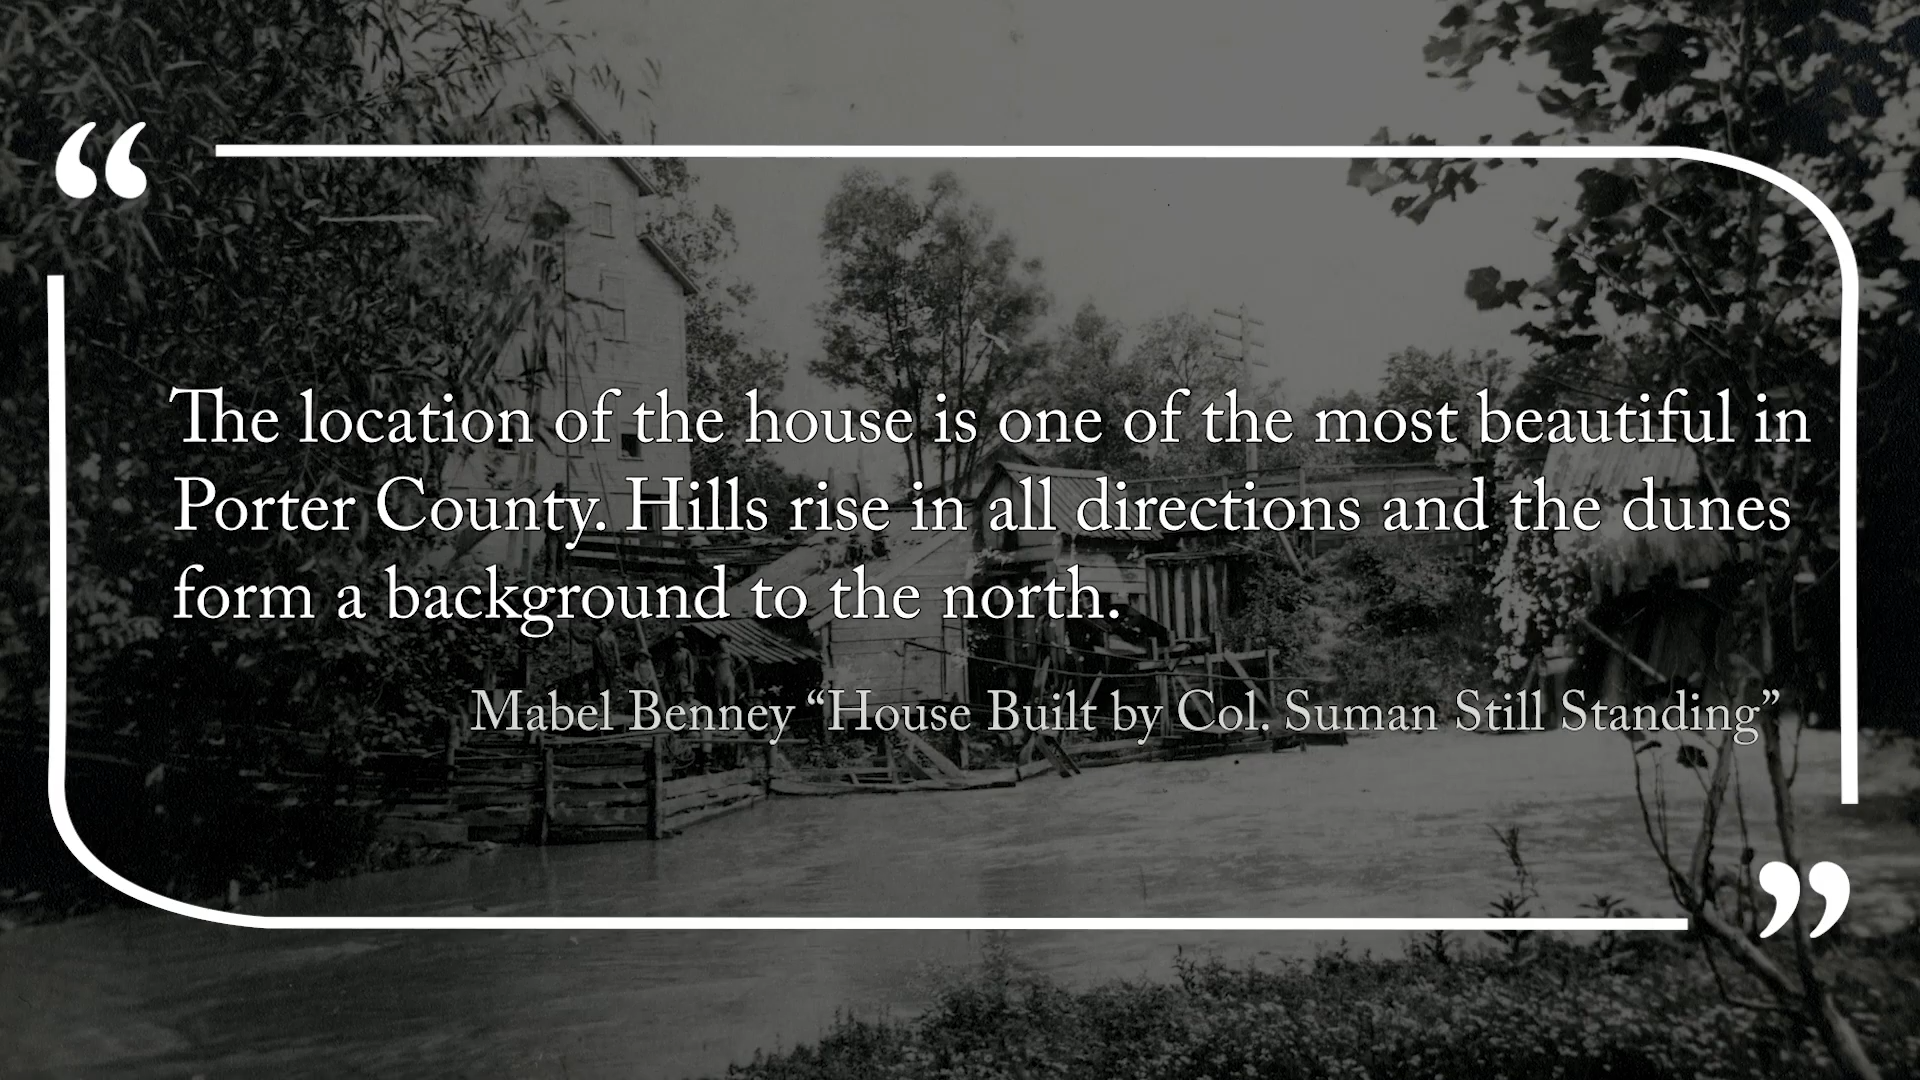 “
The location of the house is one of the most beautiful in
Porter County. Hills rise in all directions and the dunes
form a background to the north.
Mabel Benney “House Built by Col. Suman Still Standing”
”